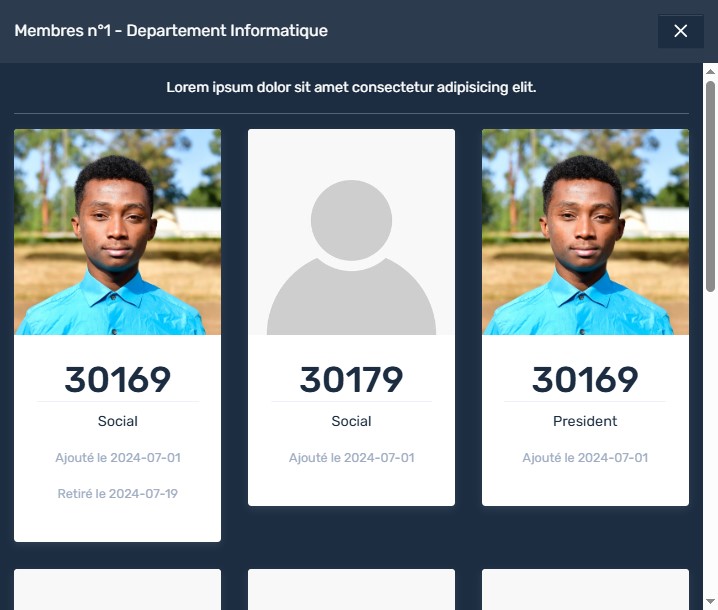 Membres n°1 - Departement Informatique
Lorem ipsum dolor sit amet consectetur adipisicing elit.
30169
Social
Ajouté le 2024-07-01
Retiré le 2024-07-19
30179
Social
Ajouté le 2024-07-01
30169
President
Ajouté le 2024-07-01